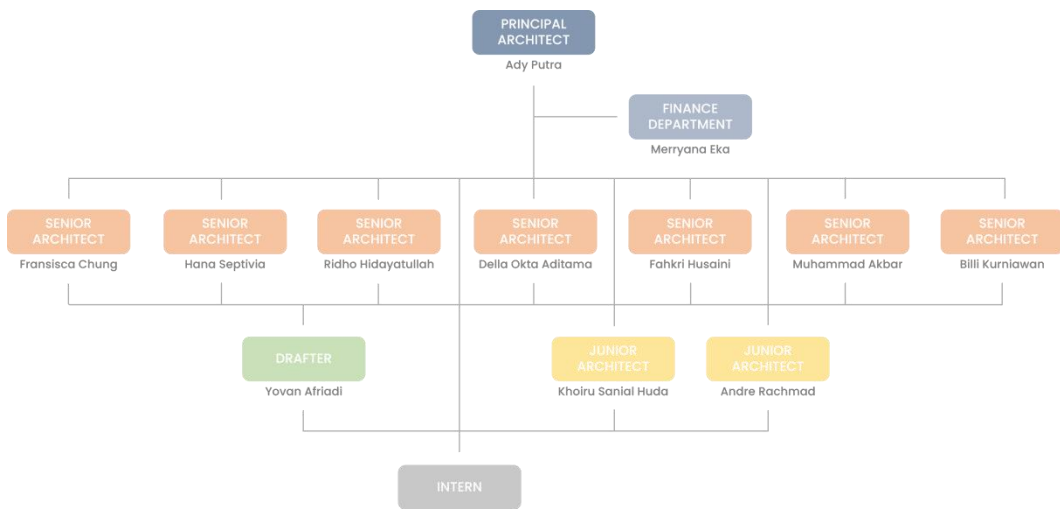 PRINCIPAL
ARCHITECT
Ady Putra
FINANCE
DEPARTMENT
Merryana Eka
SENIOR
ARCHITECT
Fransisca Chung
SENIOR
ARCHITECT
Hana Septivia
SENIOR
ARCHITECT
Ridho Hidayatullah
SENIOR
ARCHITECT
Della Okta Aditama
SENIOR
ARCHITECT
Fahkri Husaini
SENIOR
ARCHITECT
Muhammad Akbar
SENIOR
ARCHITECT
Billi Kurniawan
DRAFTER
Yovan Afriadi
JUNIOR
ARCHITECT
Khoiru Sanial Huda
JUNIOR
ARCHITECT
Andre Rachmad
INTERN